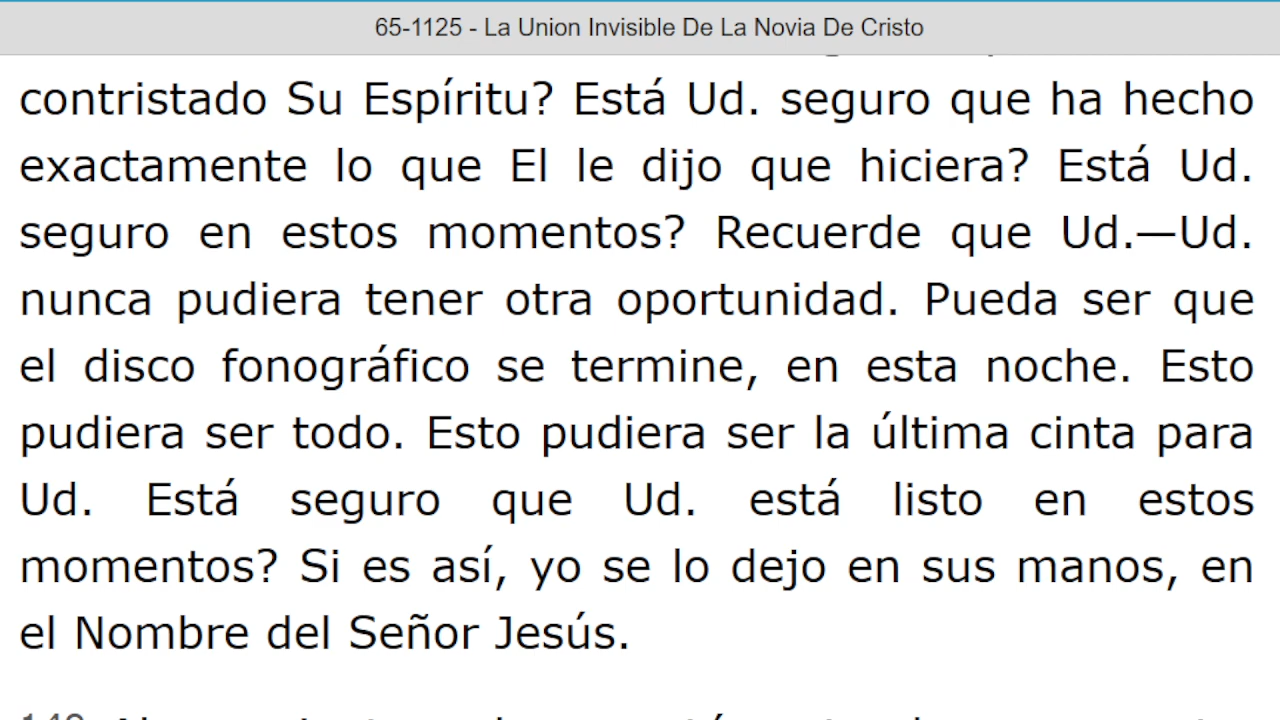 65-1125 - La Union Invisible De La Novia De Cristo
contristado Su Espíritu? Está Ud. seguro que ha hecho
exactamente lo que El le dijo que hiciera? Está Ud.
seguro en estos momentos? Recuerde que Ud.—Ud.
nunca pudiera tener otra oportunidad. Pueda ser que
el disco fonográfico se termine, en esta noche. Esto
pudiera ser todo. Esto pudiera ser la última cinta para
Ud. Está seguro que Ud. está listo en estos
momentos? Si es así, yo se lo dejo en sus manos, en
el Nombre del Señor Jesús.